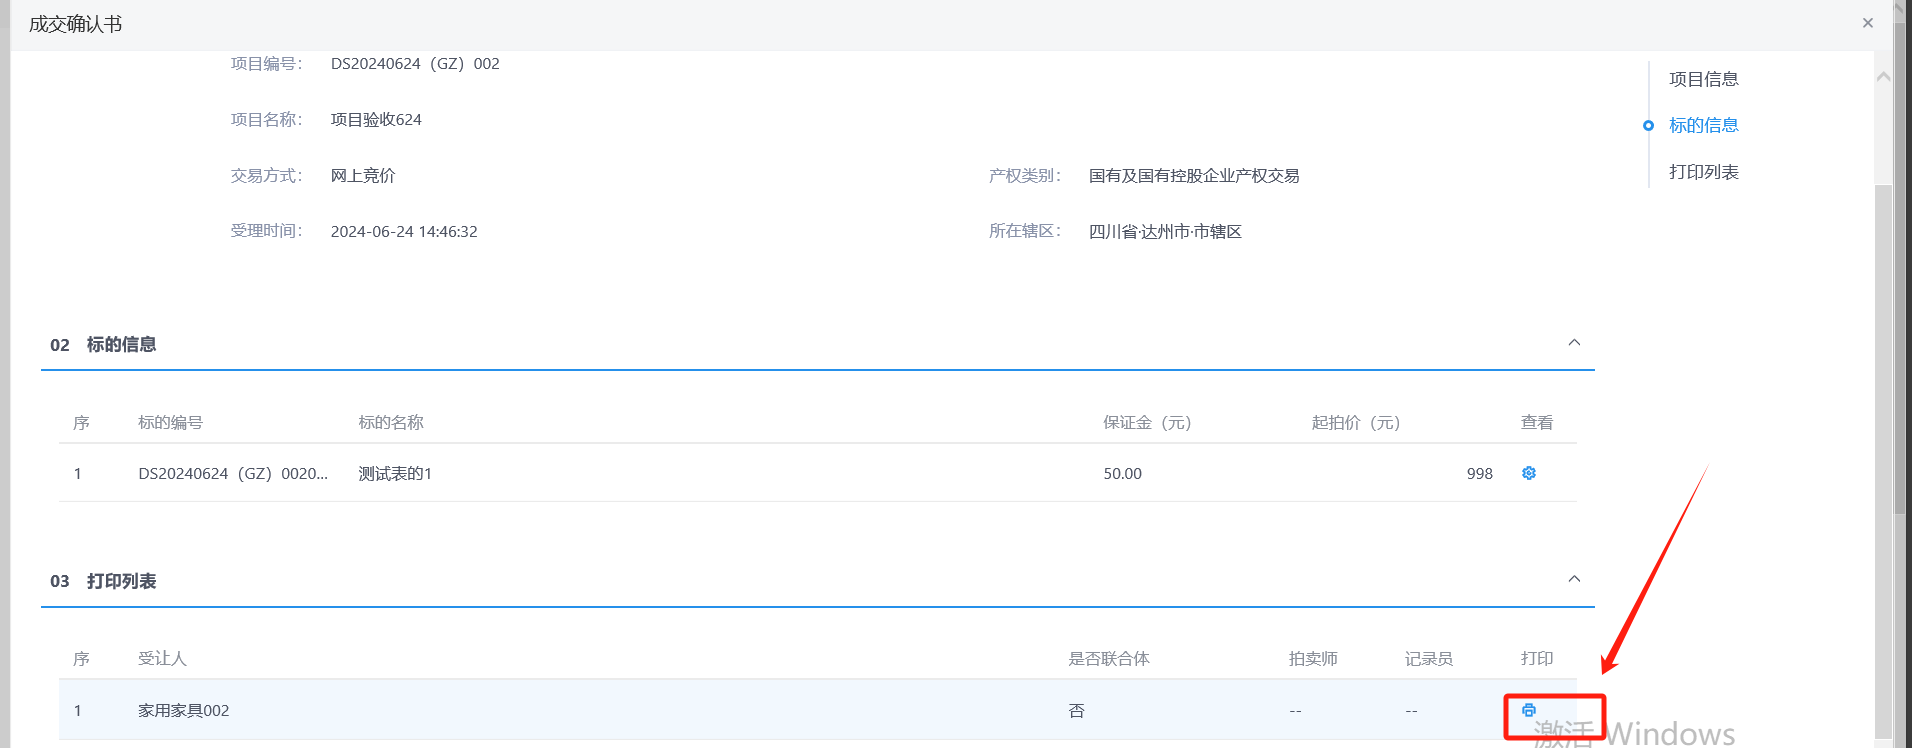 成交确认书
项目编号： DS20240624（GZ）002
项目信息
项目名称： 项目验收624
标的信息
交易方式： 网上竞价 产权类别： 国有及国有控股企业产权交易
打印列表
受理时间： 2024-06-24 14:46:32 所在辖区： 四川省·达州市·市辖区
02 标的信息
序 标的编号 标的名称 保证金（元） 起拍价（元） 查看
1 DS20240624（GZ）0020... 测试表的1 50.00 998
03 打印列表
序 受让人 是否联合体 拍卖师 记录员 打印
1 家用家具002 否 -- --
激活 Windows